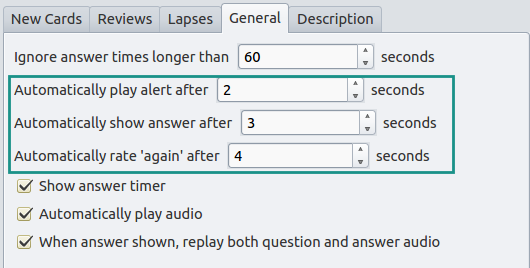 New Cards Reviews Lapses General Description
Ignore answer times longer than 60 seconds
Automatically play alert after 2 seconds
Automatically show answer after 3 seconds
Automatically rate 'again' after 4 seconds
Show answer timer
Automatically play audio
When answer shown, replay both question and answer audio